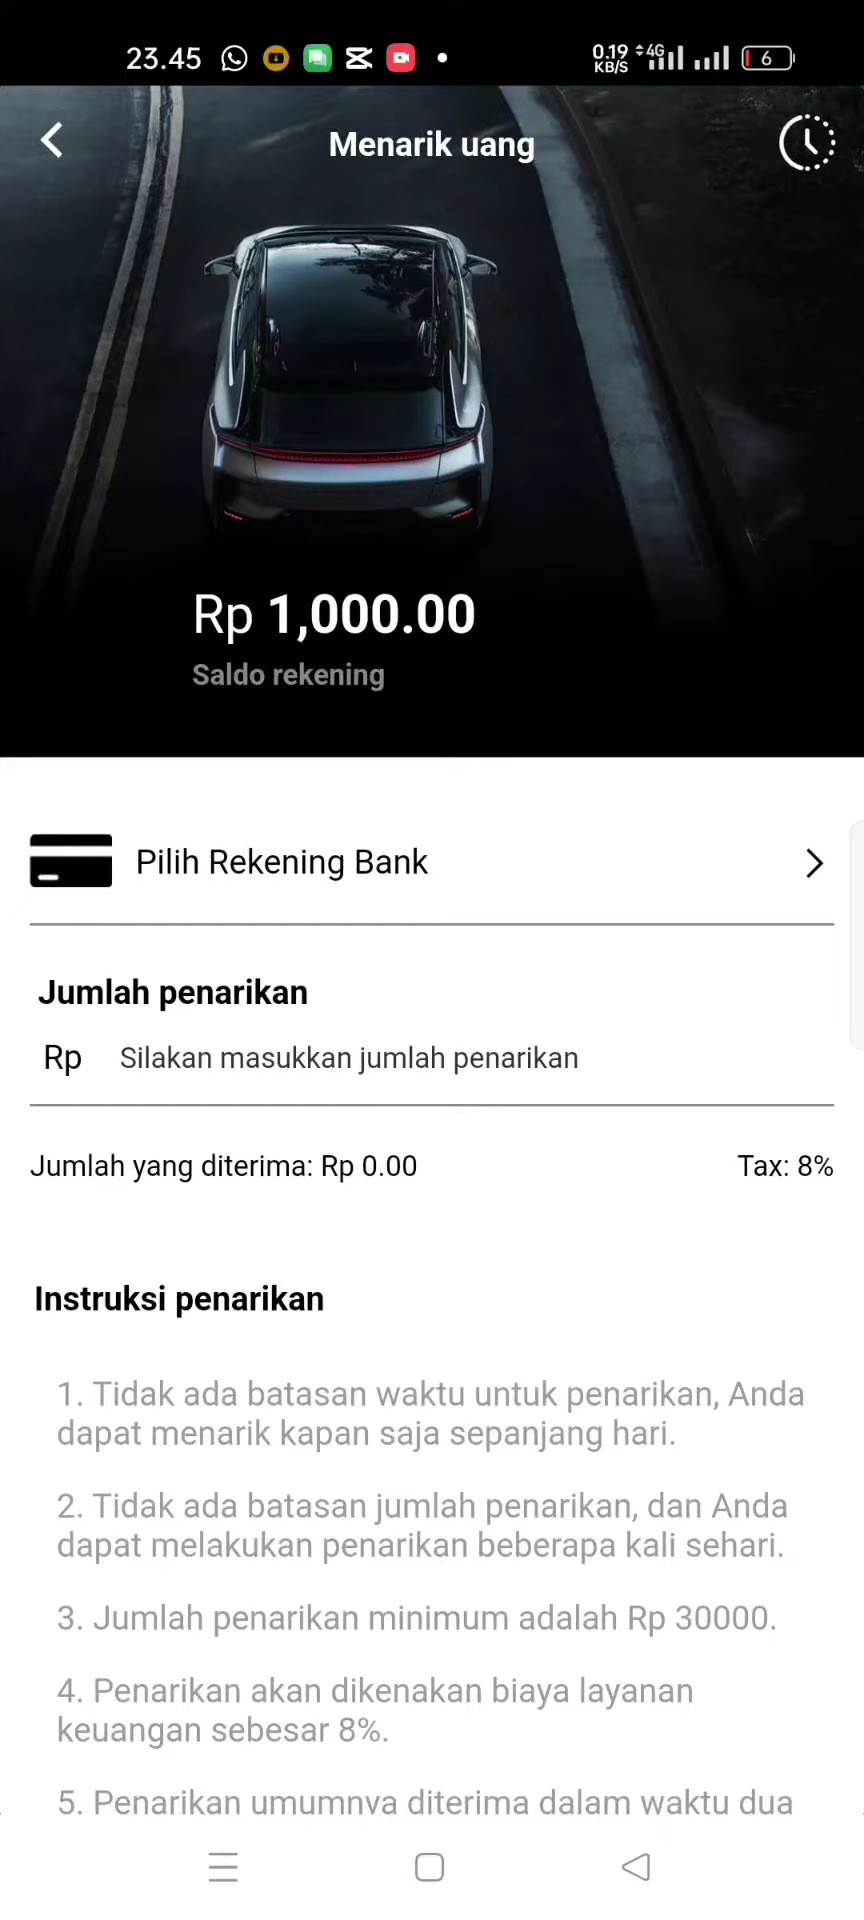 23.45
0.19 KB/S 4G 6
Menarik uang
Rp 1,000.00
Saldo rekening
Pilih Rekening Bank
Jumlah penarikan
Rp Silakan masukkan jumlah penarikan
Jumlah yang diterima: Rp 0.00 Tax: 8%
Instruksi penarikan
1. Tidak ada batasan waktu untuk penarikan, Anda
dapat menarik kapan saja sepanjang hari.
2. Tidak ada batasan jumlah penarikan, dan Anda
dapat melakukan penarikan beberapa kali sehari.
3. Jumlah penarikan minimum adalah Rp 30000.
4. Penarikan akan dikenakan biaya layanan
keuangan sebesar 8%.
5. Penarikan umumnya diterima dalam waktu dua